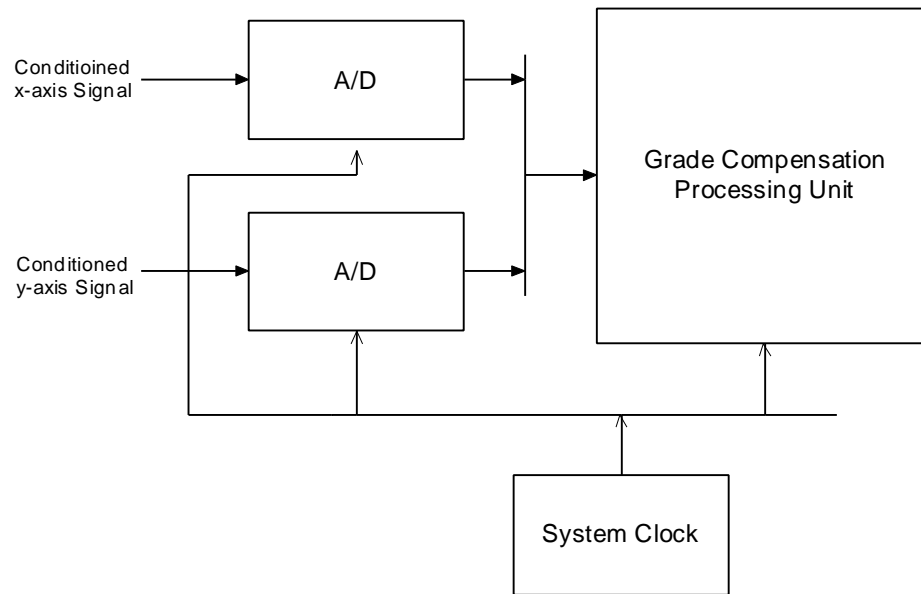 Conditioined
x-axis Signal
A/D
Grade Compensation
Processing Unit
Conditioned
y-axis Signal
A/D
System Clock